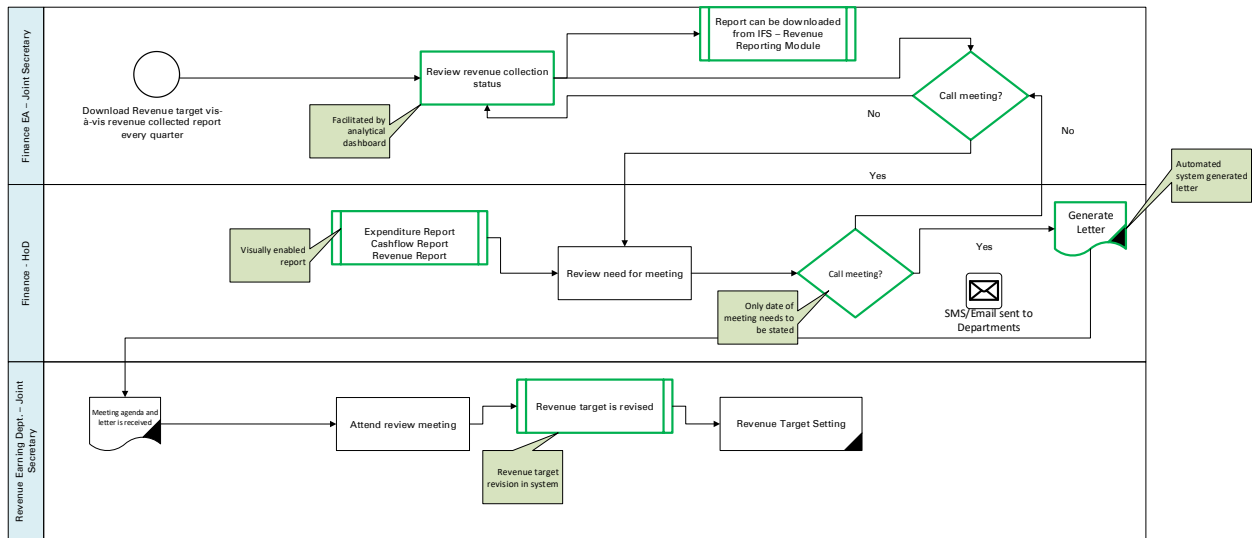 Finance EA – Joint Secretary
Report can be downloaded
from IFS – Revenue
Reporting Module
Review revenue collection
status
Call meeting?
Download Revenue target vis-
à-vis revenue collected report
every quarter
Facilitated by
analytical
dashboard
No
No
Yes
Automated
system generated
letter
Finance - HoD
Generate
Letter
Expenditure Report
Cashflow Report
Revenue Report
Visually enabled
report
Review need for meeting
Call meeting?
Yes
Only date of
meeting needs to
be stated
SMS/Email sent to
Departments
Revenue Earning Dept. – Joint
Secretary
Meeting agenda and
letter is received
Attend review meeting
Revenue target is revised
Revenue Target Setting
Revenue target
revision in system